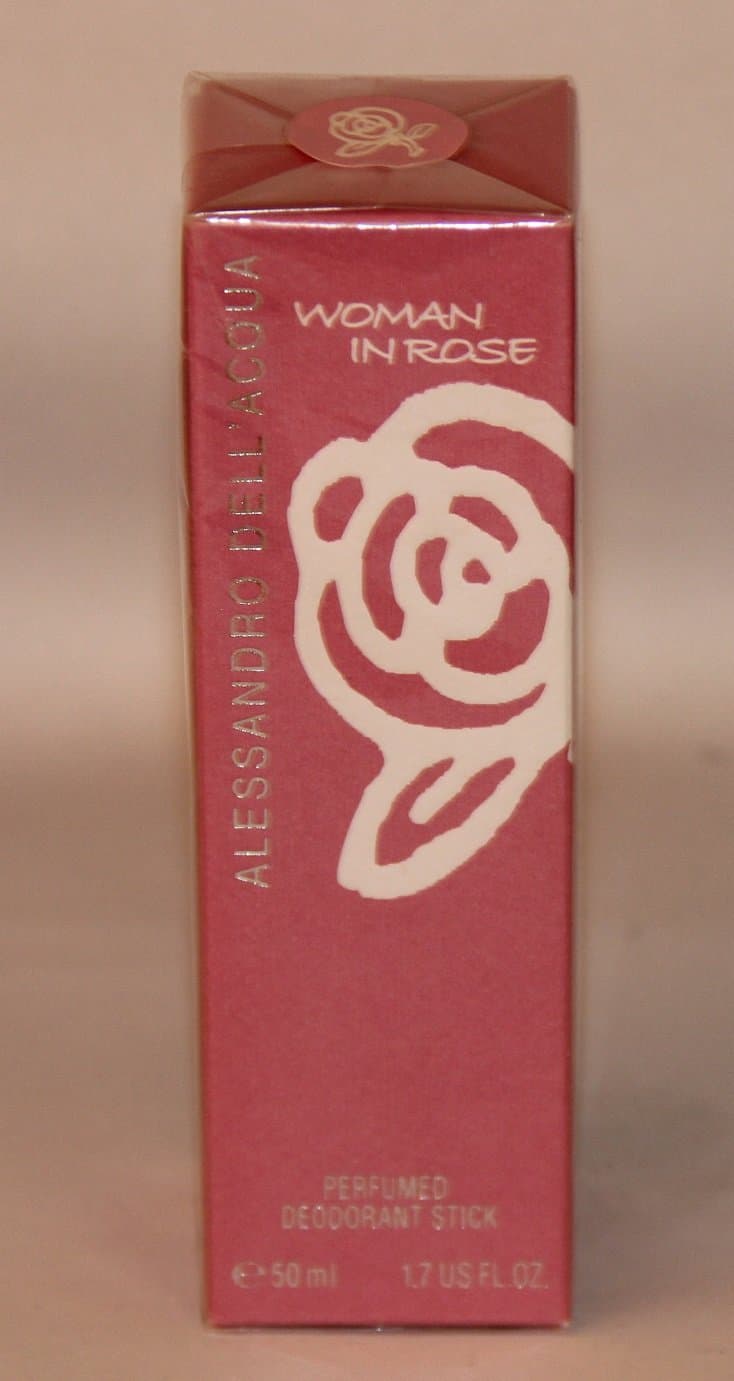 WOMAN
IN ROSE
ALESSANDRO DELL'ACQUA
PERFUMED
DEODORANT STICK
℮ 50 ml 1.7 US FL.OZ.